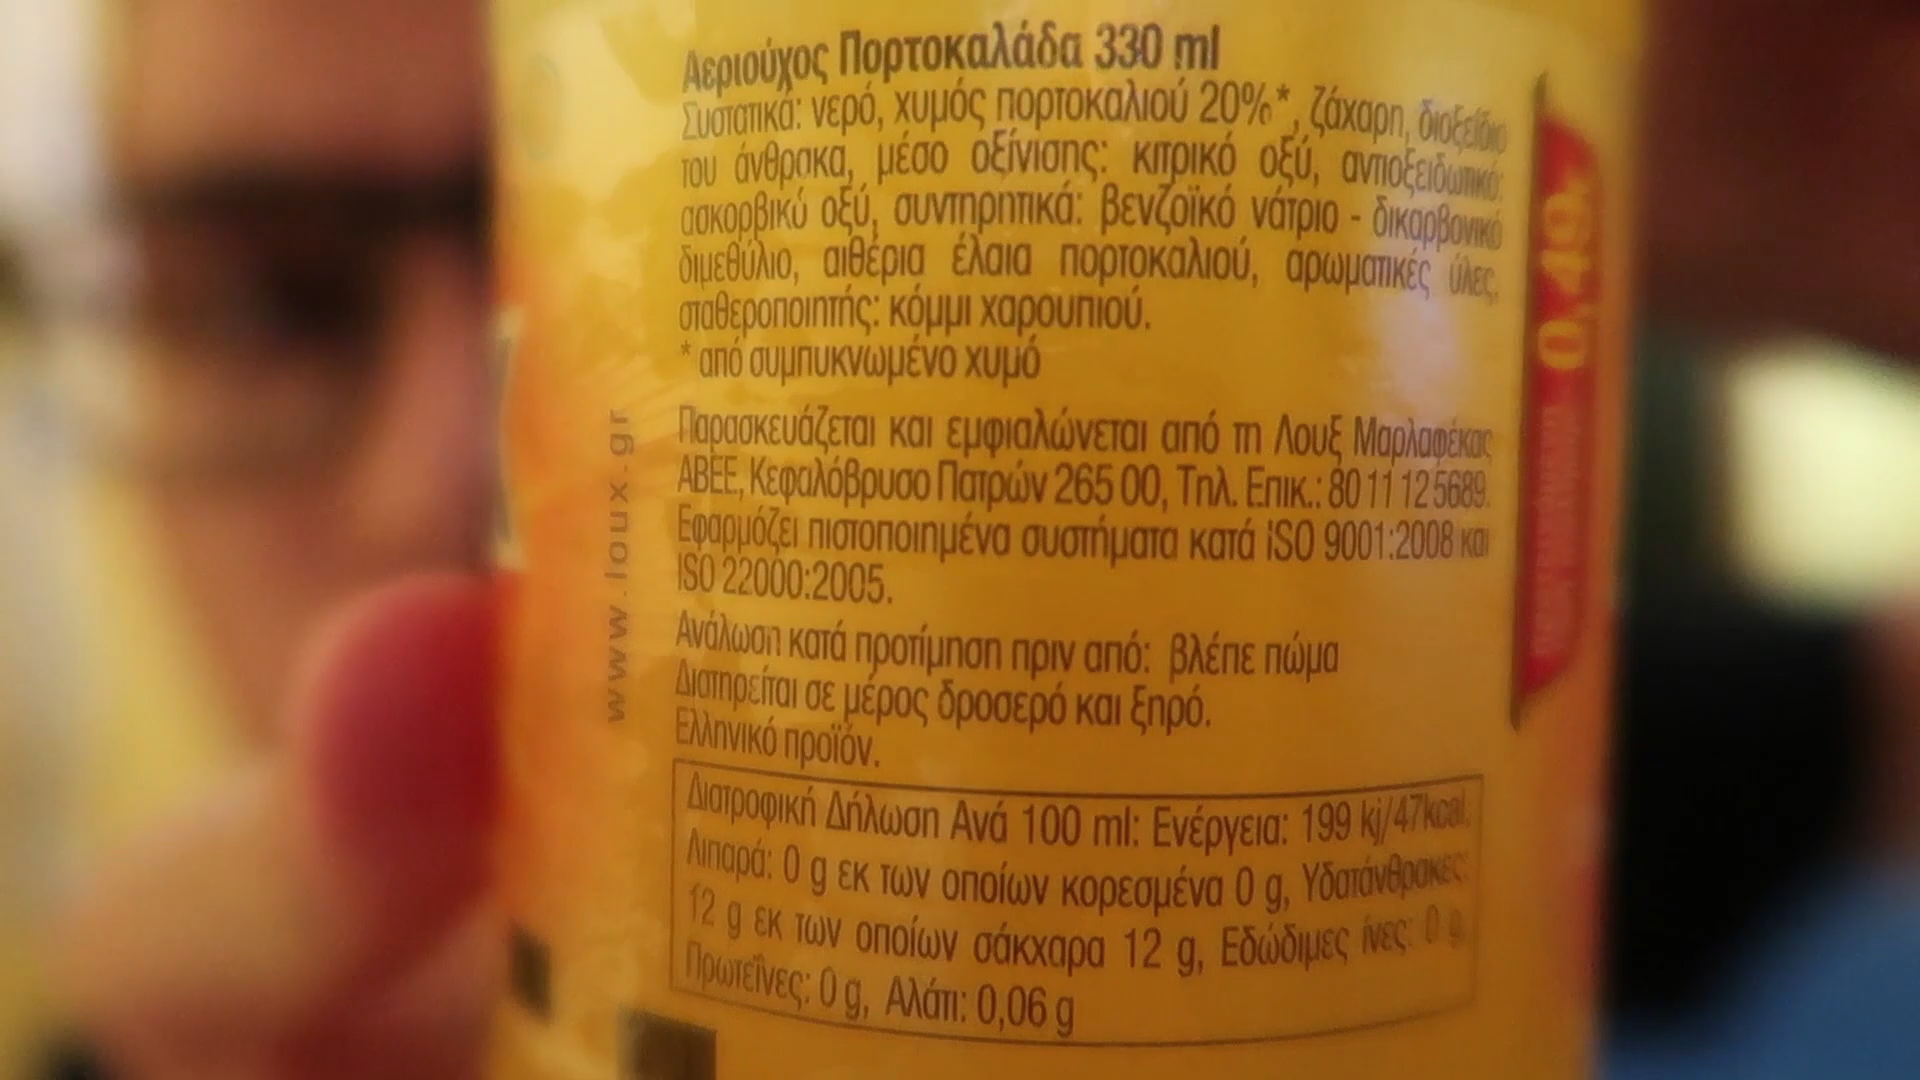 Αεριούχος Πορτοκαλάδα 330 ml
Συστατικά: νερό, χυμός πορτοκαλιού 20%*, ζάχαρη, διοξείδιο
του άνθρακα, μέσο οξίνισης: κιτρικό οξύ, αντιοξειδωτικό:
ασκορβικό οξύ, συντηρητικά: βενζοϊκό νάτριο - δικαρβονικό
διμεθύλιο, αιθέρια έλαια πορτοκαλιού, αρωματικές ύλες,
σταθεροποιητής: κόμμι χαρουπιού.
* από συμπυκνωμένο χυμό
Παρασκευάζεται και εμφιαλώνεται από τη Λουξ Μαρλαφέκας
ΑΒΕΕ, Κεφαλόβρυσο Πατρών 265 00, Τηλ. Επικ.: 80 11 12 5689.
Εφαρμόζει πιστοποιημένα συστήματα κατά ISO 9001:2008 και
ISO 22000:2005.
Ανάλωση κατά προτίμηση πριν από: βλέπε πώμα
Διατηρείται σε μέρος δροσερό και ξηρό.
Ελληνικό προϊόν.
Διατροφική Δήλωση Ανά 100 ml: Ενέργεια: 199 kj/47kcal,
Λιπαρά: 0 g εκ των οποίων κορεσμένα 0 g, Υδατάνθρακες:
12 g εκ των οποίων σάκχαρα 12 g, Εδώδιμες ίνες: 0 g,
Πρωτεΐνες: 0 g, Αλάτι: 0,06 g
www.loux.gr
0,49